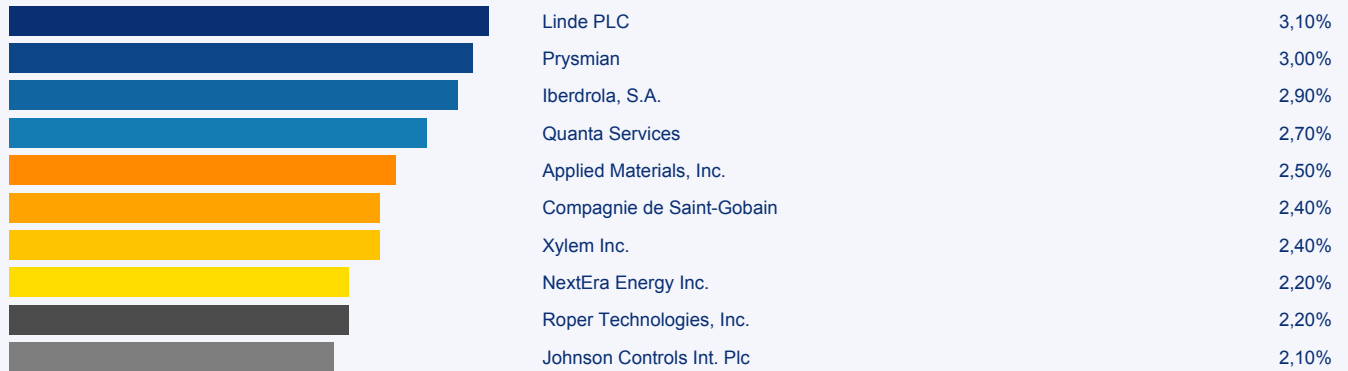 Linde PLC 3,10%
Prysmian 3,00%
Iberdrola, S.A. 2,90%
Quanta Services 2,70%
Applied Materials, Inc. 2,50%
Compagnie de Saint-Gobain 2,40%
Xylem Inc. 2,40%
NextEra Energy Inc. 2,20%
Roper Technologies, Inc. 2,20%
Johnson Controls Int. Plc 2,10%